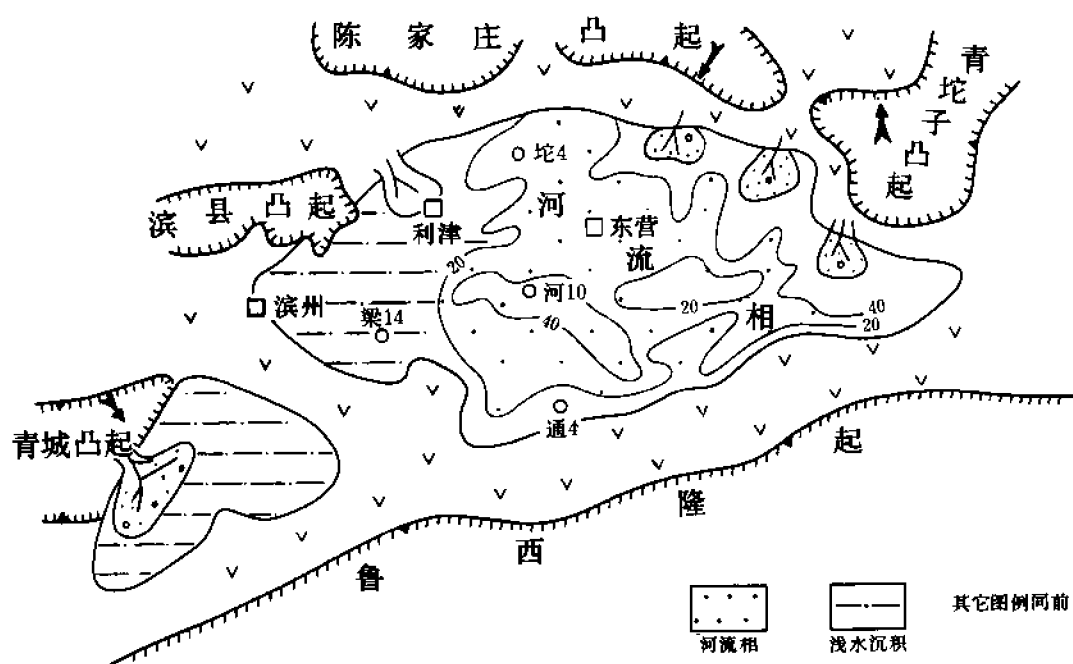 陈家庄凸起
青坨子凸起
坨4
滨县凸起
河流相
利津
东营
20
滨州
河10
20
40
梁14
40
20
通4
青城凸起
鲁西隆起
河流相
浅水沉积
其它图例同前